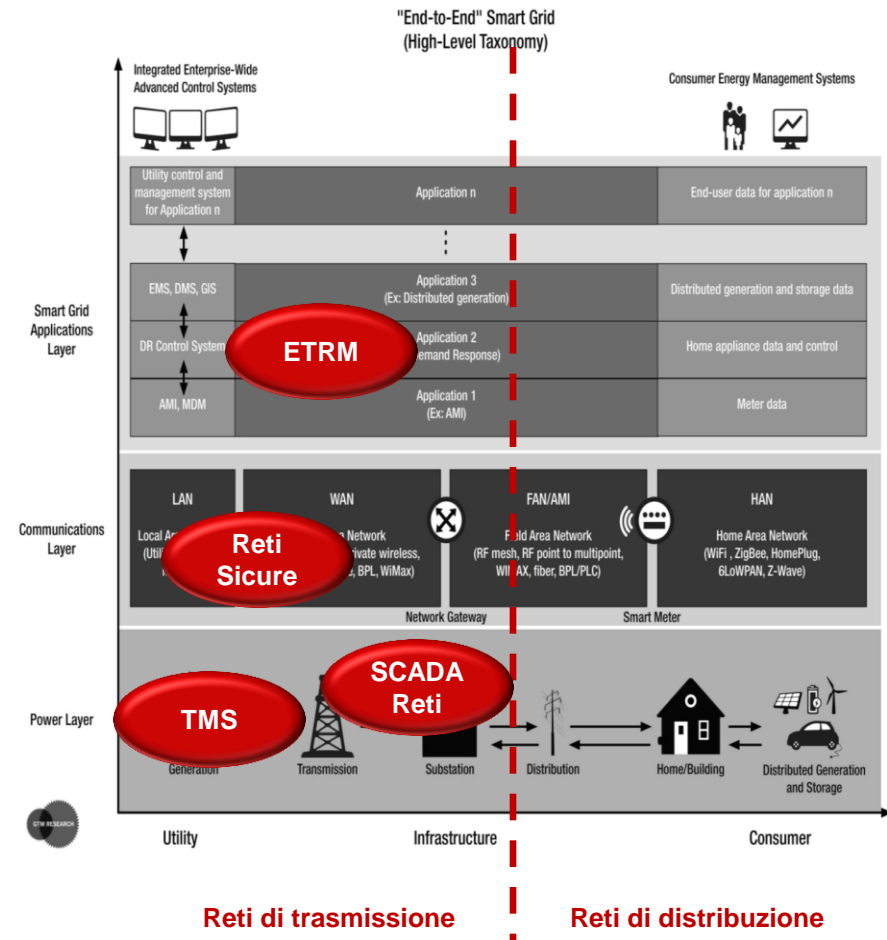 "End-to-End" Smart Grid
(High-Level Taxonomy)
Integrated Enterprise-Wide
Advanced Control Systems
Consumer Energy Management Systems
Utility control and
management system
for Application n
Application n
End-user data for application n
Smart Grid
Applications
Layer
EMS, DMS, GIS
Application 3
(Ex: Distributed generation)
Distributed generation and storage data
DR Control System
ETRM
Application 2
emand Response)
Home appliance data and control
AMI, MDM
Application 1
(Ex: AMI)
Meter data
Communications
Layer
LAN
WAN
FAN/AMI
HAN
Local Are
Network
Field Area Network
Home Area Network
(Utili
rivate wireless,
(RF mesh, RF point to multipoint,
(WiFi , ZigBee, HomePlug,
BPL, WiMax)
WIMAX, fiber, BPL/PLC)
6LoWPAN, Z-Wave)
Reti
Sicure
Network Gateway
Smart Meter
Power Layer
TMS
SCADA
Reti
Generation
Transmission
Substation
Distribution
Home/Building
Distributed Generation
and Storage
GTM RESEARCH
Utility
Infrastructure
Consumer
Reti di trasmissione
Reti di distribuzione